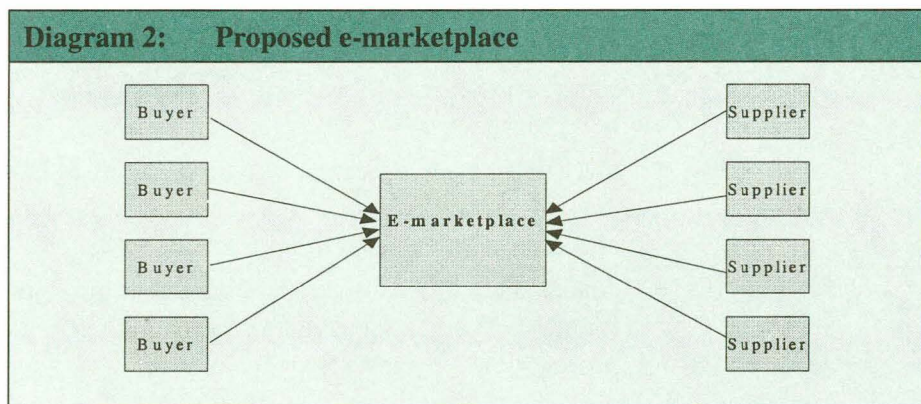 Diagram 2: Proposed e-marketplace
Buyer
Supplier
Buyer
Supplier
E-marketplace
Buyer
Supplier
Buyer
Supplier